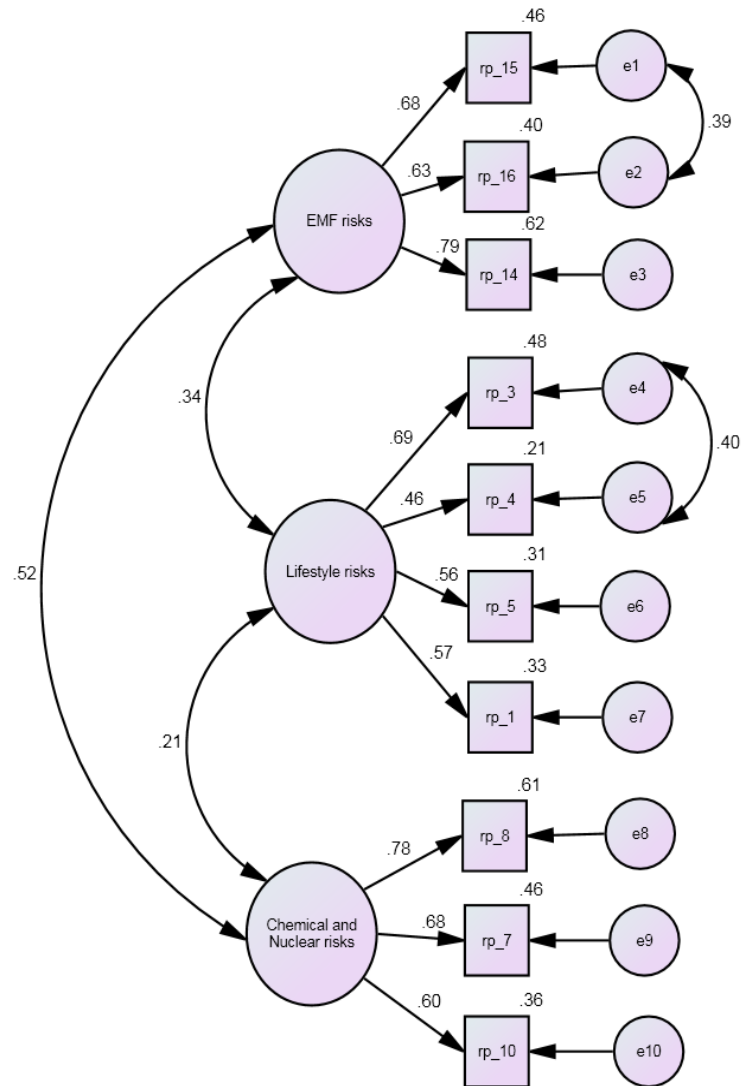 .46
rp_15
e1
.68
.39
.40
rp_16
e2
.63
EMF risks
.62
.79
rp_14
e3
.34
.48
rp_3
e4
.69
.40
.21
rp_4
e5
.46
.52
Lifestyle risks
.31
.56
rp_5
e6
.33
.57
rp_1
e7
.21
.61
rp_8
e8
.78
.46
Chemical and
Nuclear risks
.68
rp_7
e9
.36
.60
rp_10
e10